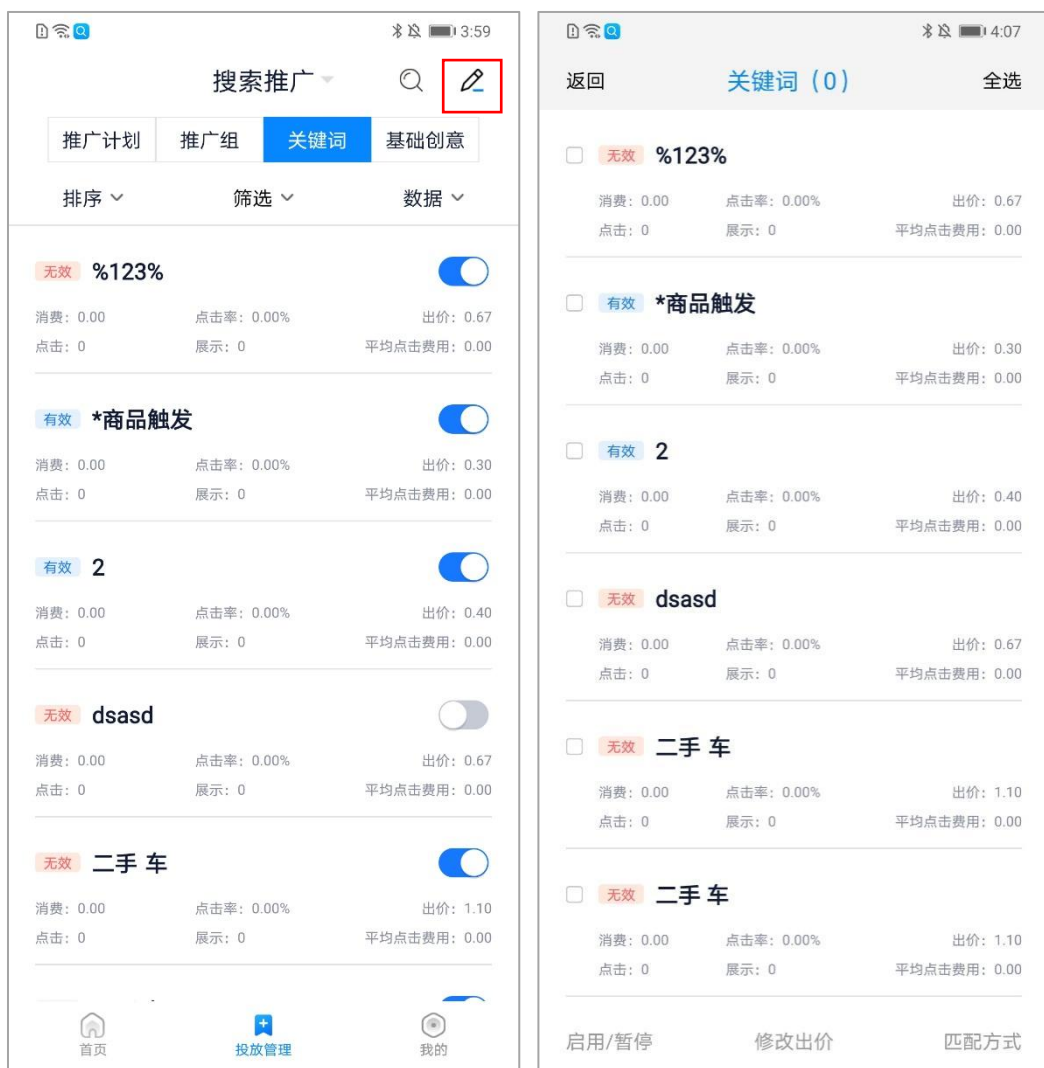 3:59
搜索推广
推广计划 推广组 关键词 基础创意
排序 筛选 数据
无效 %123%
消费：0.00 点击率：0.00% 出价：0.67
点击：0 展示：0 平均点击费用：0.00
有效 *商品触发
消费：0.00 点击率：0.00% 出价：0.30
点击：0 展示：0 平均点击费用：0.00
有效 2
消费：0.00 点击率：0.00% 出价：0.40
点击：0 展示：0 平均点击费用：0.00
无效 dsasd
消费：0.00 点击率：0.00% 出价：0.67
点击：0 展示：0 平均点击费用：0.00
无效 二手 车
消费：0.00 点击率：0.00% 出价：1.10
点击：0 展示：0 平均点击费用：0.00
首页 投放管理 我的
4:07
返回 关键词（0） 全选
无效 %123%
消费：0.00 点击率：0.00% 出价：0.67
点击：0 展示：0 平均点击费用：0.00
有效 *商品触发
消费：0.00 点击率：0.00% 出价：0.30
点击：0 展示：0 平均点击费用：0.00
有效 2
消费：0.00 点击率：0.00% 出价：0.40
点击：0 展示：0 平均点击费用：0.00
无效 dsasd
消费：0.00 点击率：0.00% 出价：0.67
点击：0 展示：0 平均点击费用：0.00
无效 二手 车
消费：0.00 点击率：0.00% 出价：1.10
点击：0 展示：0 平均点击费用：0.00
无效 二手 车
消费：0.00 点击率：0.00% 出价：1.10
点击：0 展示：0 平均点击费用：0.00
启用/暂停 修改出价 匹配方式